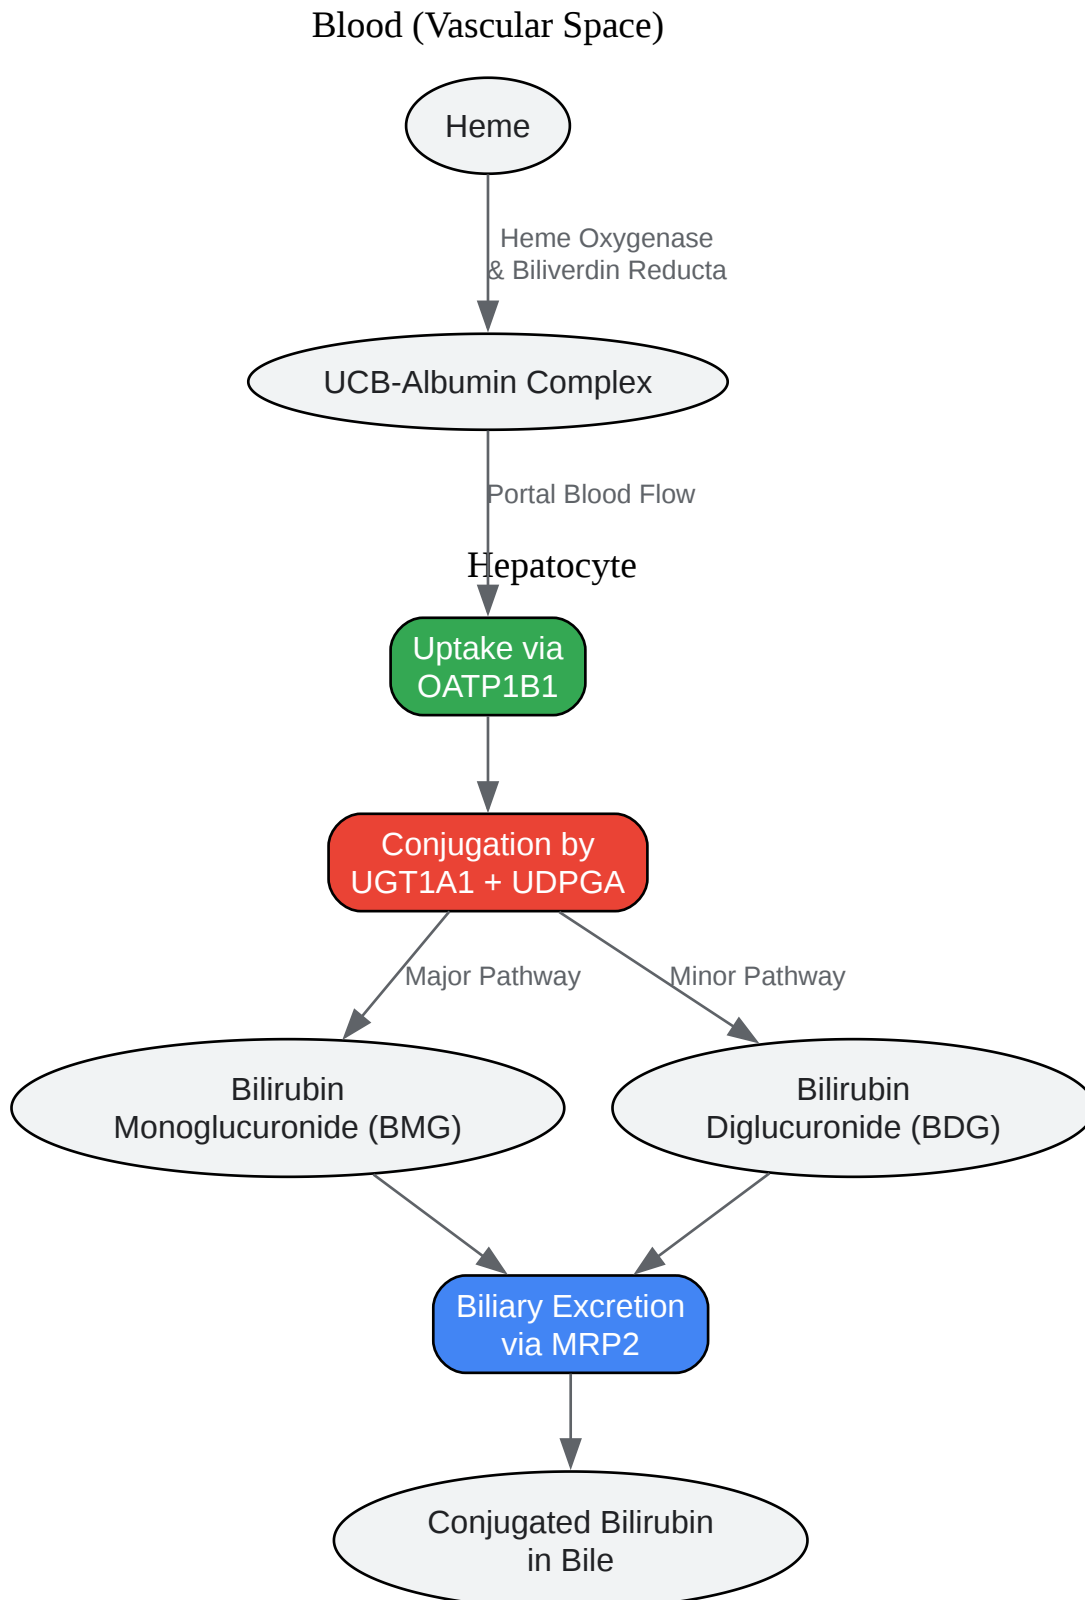 Blood (Vascular Space)
Heme
Heme Oxygenase
& Biliverdin Reducta
UCB-Albumin Complex
Portal Blood Flow
Hepatocyte
Uptake via
OATP1B1
Conjugation by
UGT1A1 + UDPGA
Major Pathway
Minor Pathway
Bilirubin
Monoglucuronide (BMG)
Bilirubin
Diglucuronide (BDG)
Biliary Excretion
via MRP2
Conjugated Bilirubin
in Bile